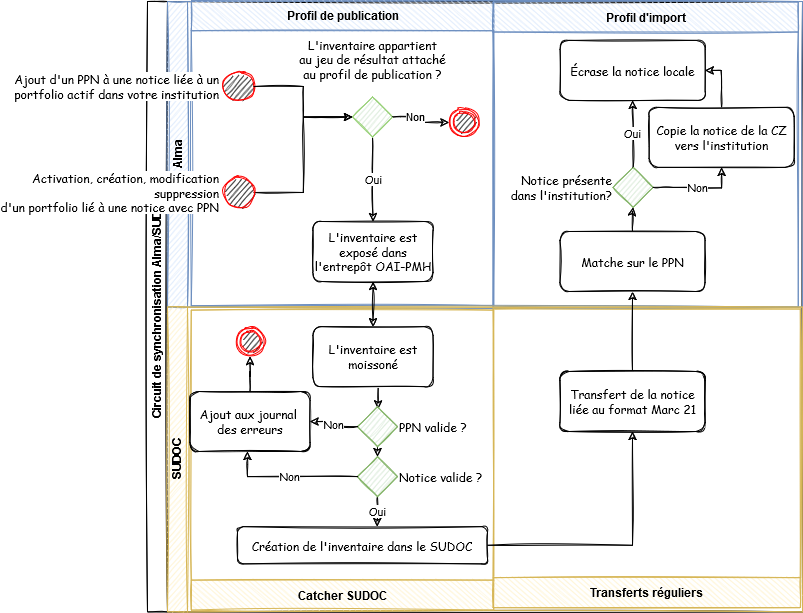 Profil de publication
Profil d'import
L'inventaire appartient
au jeu de résultat attaché
au profil de publication ?
Ajout d'un PPN à une notice liée à un
portfolio actif dans votre institution
Non
Oui
Activation, création, modification
suppression
d'un portfolio lié à une notice avec PPN
L'inventaire est
exposé dans
l'entrepôt OAI-PMH
Écrase la notice locale
Copie la notice de la CZ
vers l'institution
Oui
Notice présente
dans l'institution?
Non
Matche sur le PPN
Circuit de synchronisation Alma/SUD
Alma
SUDOC
L'inventaire est
moissoné
Ajout aux journal
des erreurs
Non
PPN valide ?
Non
Notice valide ?
Oui
Création de l'inventaire dans le SUDOC
Transfert de la notice
liée au format Marc 21
Catcher SUDOC
Transferts réguliers